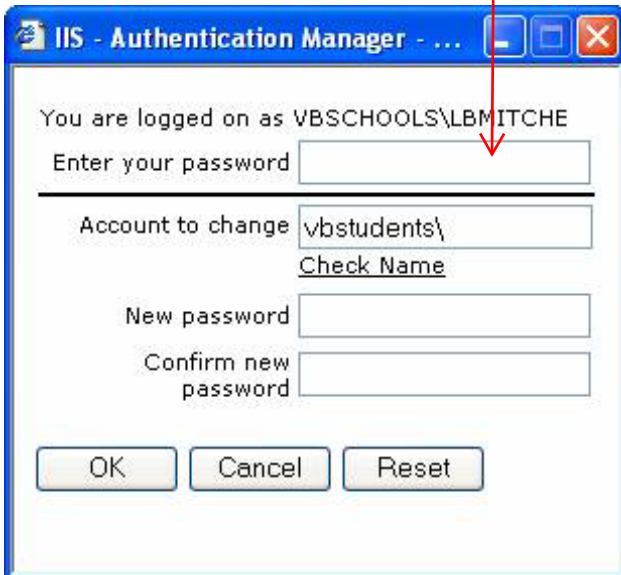 IIS - Authentication Manager - ...
You are logged on as VBSCHOOLS\LBMITCHE
Enter your password
Account to change vbstudents\
Check Name
New password
Confirm new
password
OK Cancel Reset